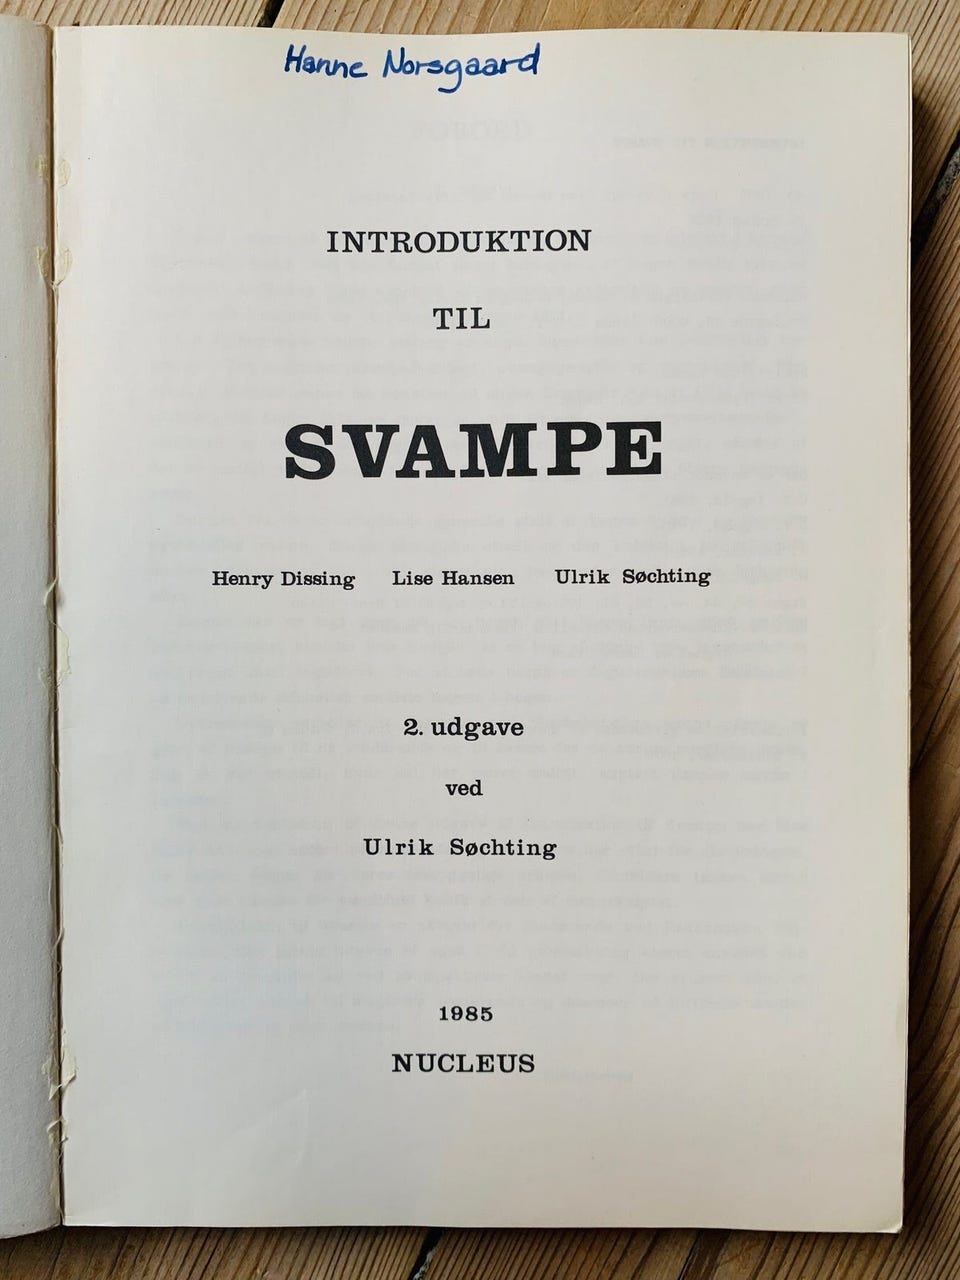 Hanne Norsgaard
INTRODUKTION
TIL
SVAMPE
Henry Dissing Lise Hansen Ulrik Søchting
2. udgave
ved
Ulrik Søchting
1985
NUCLEUS